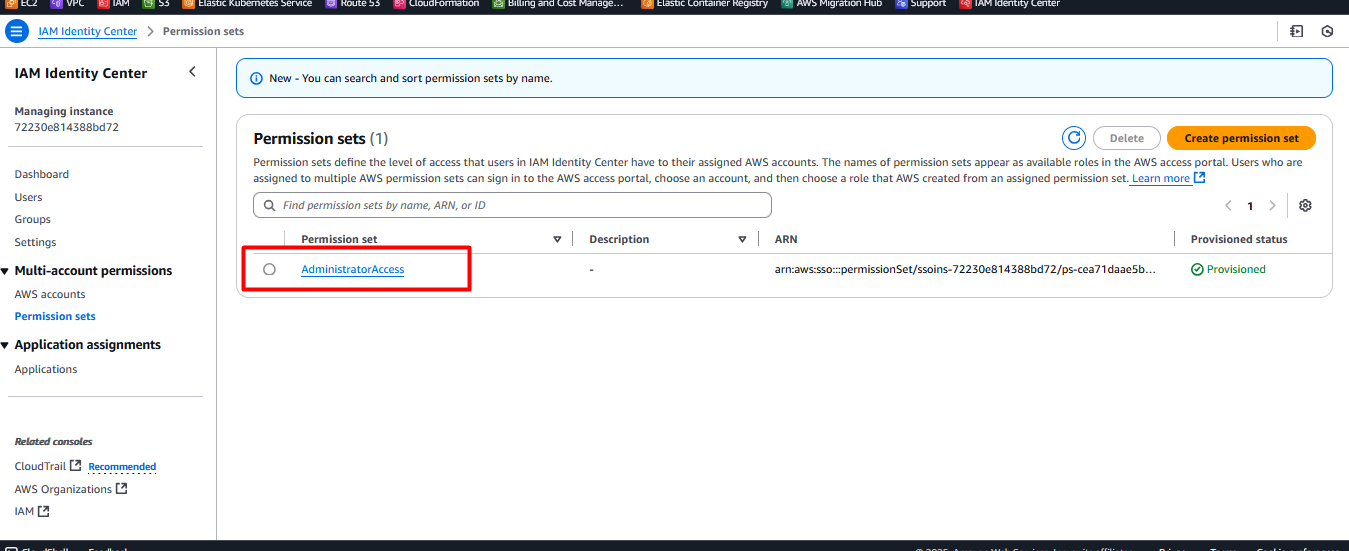 EC2 VPC IAM S3 Elastic Kubernetes Service Route 53 CloudFormation Billing and Cost Manage... Elastic Container Registry AWS Migration Hub Support IAM Identity Center
IAM Identity Center > Permission sets
IAM Identity Center
Managing instance
72230e814388bd72
Dashboard
Users
Groups
Settings
Multi-account permissions
AWS accounts
Permission sets
Application assignments
Applications
Related consoles
CloudTrail Recommended
AWS Organizations
IAM
New - You can search and sort permission sets by name.
Permission sets (1)
Delete
Create permission set
Permission sets define the level of access that users in IAM Identity Center have to their assigned AWS accounts. The names of permission sets appear as available roles in the AWS access portal. Users who are
assigned to multiple AWS permission sets can sign in to the AWS access portal, choose an account, and then choose a role that AWS created from an assigned permission set. Learn more
Find permission sets by name, ARN, or ID
1
Permission set Description ARN Provisioned status
AdministratorAccess - arn:aws:sso:::permissionSet/ssoins-72230e814388bd72/ps-cea71daae5b... Provisioned
CloudShell Feedback